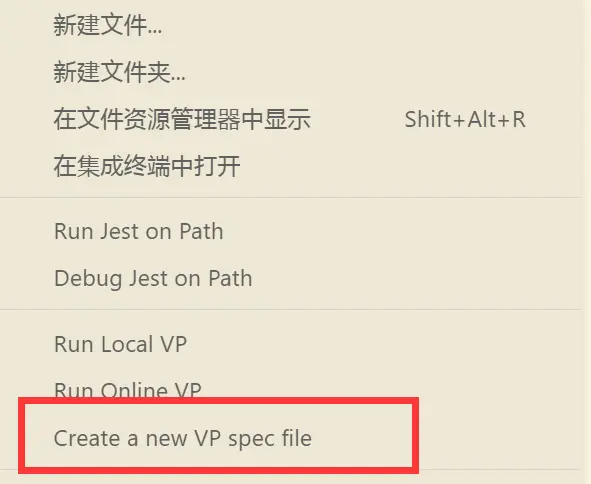 新建文件...
新建文件夹...
在文件资源管理器中显示 Shift+Alt+R
在集成终端中打开
Run Jest on Path
Debug Jest on Path
Run Local VP
Run Online VP
Create a new VP spec file